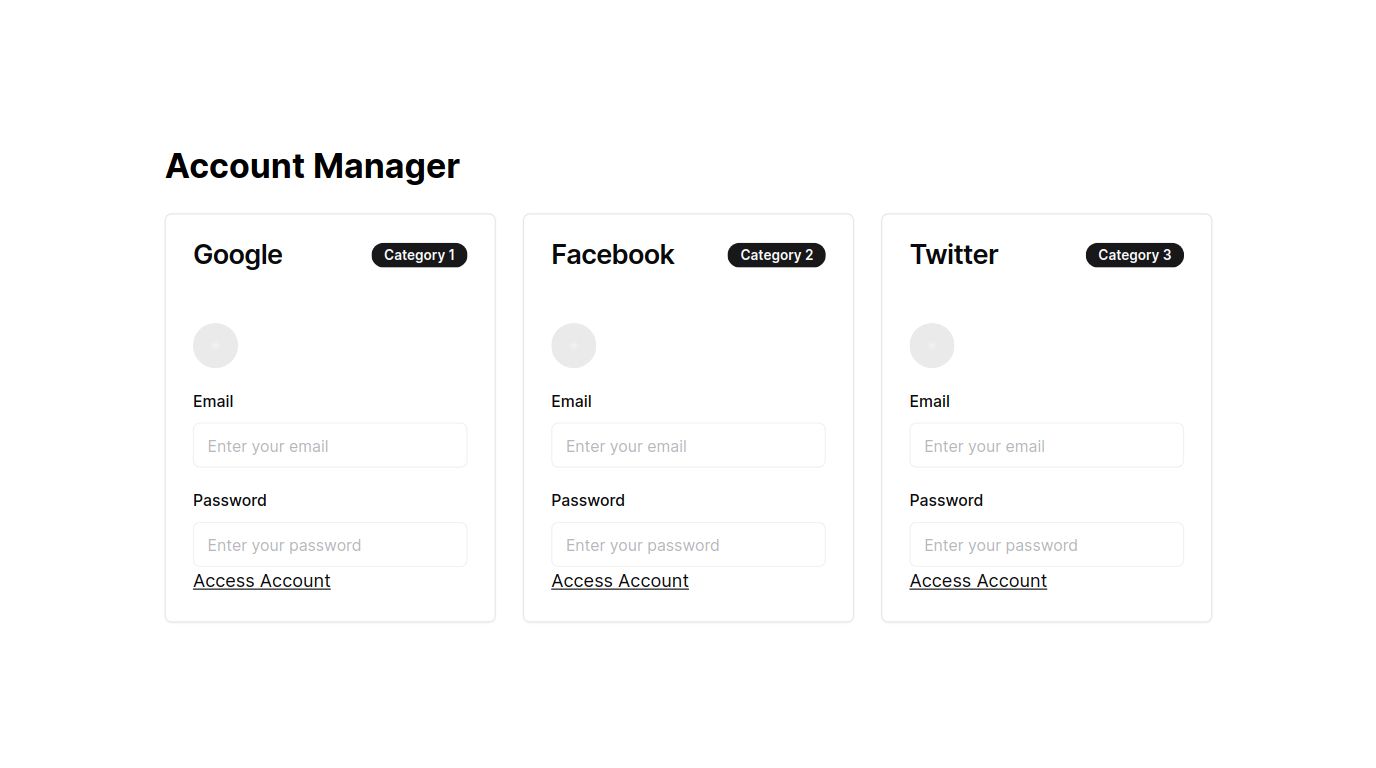 Account Manager
Google
Category 1
Email
Enter your email
Password
Enter your password
Access Account
Facebook
Category 2
Email
Enter your email
Password
Enter your password
Access Account
Twitter
Category 3
Email
Enter your email
Password
Enter your password
Access Account